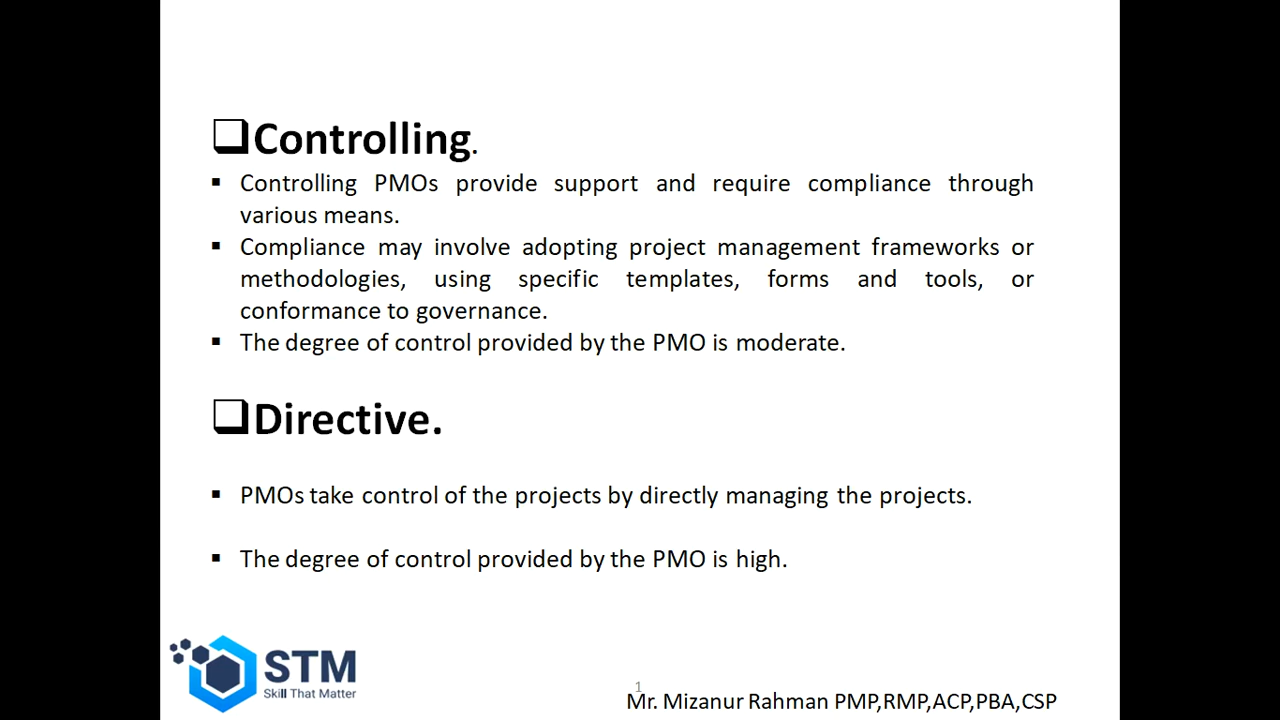 Controlling.
Controlling PMOs provide support and require compliance through
various means.
Compliance may involve adopting project management frameworks or
methodologies, using specific templates, forms and tools, or
conformance to governance.
The degree of control provided by the PMO is moderate.
Directive.
PMOs take control of the projects by directly managing the projects.
The degree of control provided by the PMO is high.
STM
Skill That Matter
1
Mr. Mizanur Rahman PMP,RMP,ACP,PBA,CSP